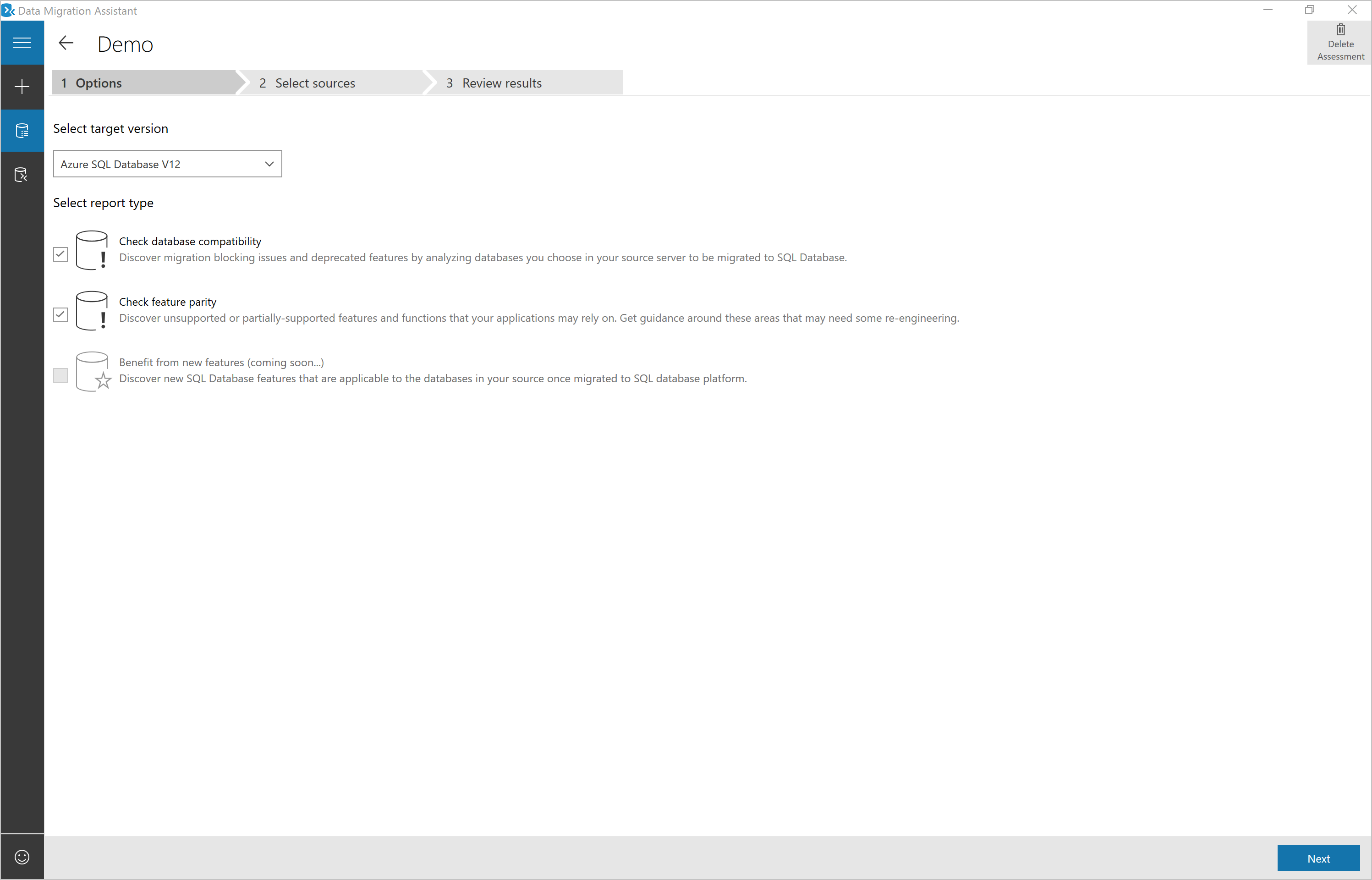 Data Migration Assistant
Demo
Delete
Assessment
1 Options
2 Select sources
3 Review results
Select target version
Azure SQL Database V12
Select report type
Check database compatibility
Discover migration blocking issues and deprecated features by analyzing databases you choose in your source server to be migrated to SQL Database.
Check feature parity
Discover unsupported or partially-supported features and functions that your applications may rely on. Get guidance around these areas that may need some re-engineering.
Benefit from new features (coming soon...)
Discover new SQL Database features that are applicable to the databases in your source once migrated to SQL database platform.
Next